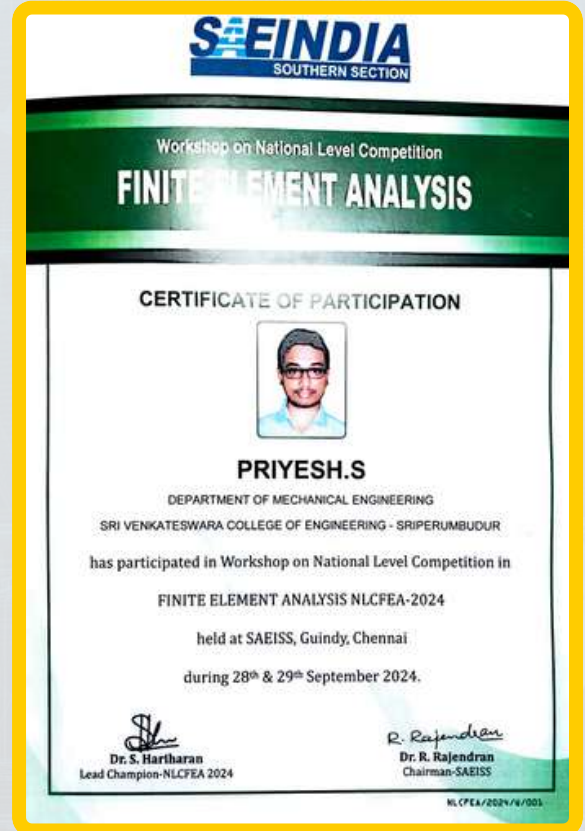 SAEINDIA
SOUTHERN SECTION
Workshop on National Level Competition
FINITE ELEMENT ANALYSIS
CERTIFICATE OF PARTICIPATION
PRIYESH.S
DEPARTMENT OF MECHANICAL ENGINEERING
SRI VENKATESWARA COLLEGE OF ENGINEERING - SRIPERUMBUDUR
has participated in Workshop on National Level Competition in
FINITE ELEMENT ANALYSIS NLCFEA-2024
held at SAEISS, Guindy, Chennai
during 28th & 29th September 2024.
R. Rajendran
Dr. S. Hariharan
Dr. R. Rajendran
Lead Champion-NLCFEA 2024
Chairman-SAEISS
NLCFEA/2024/6/001